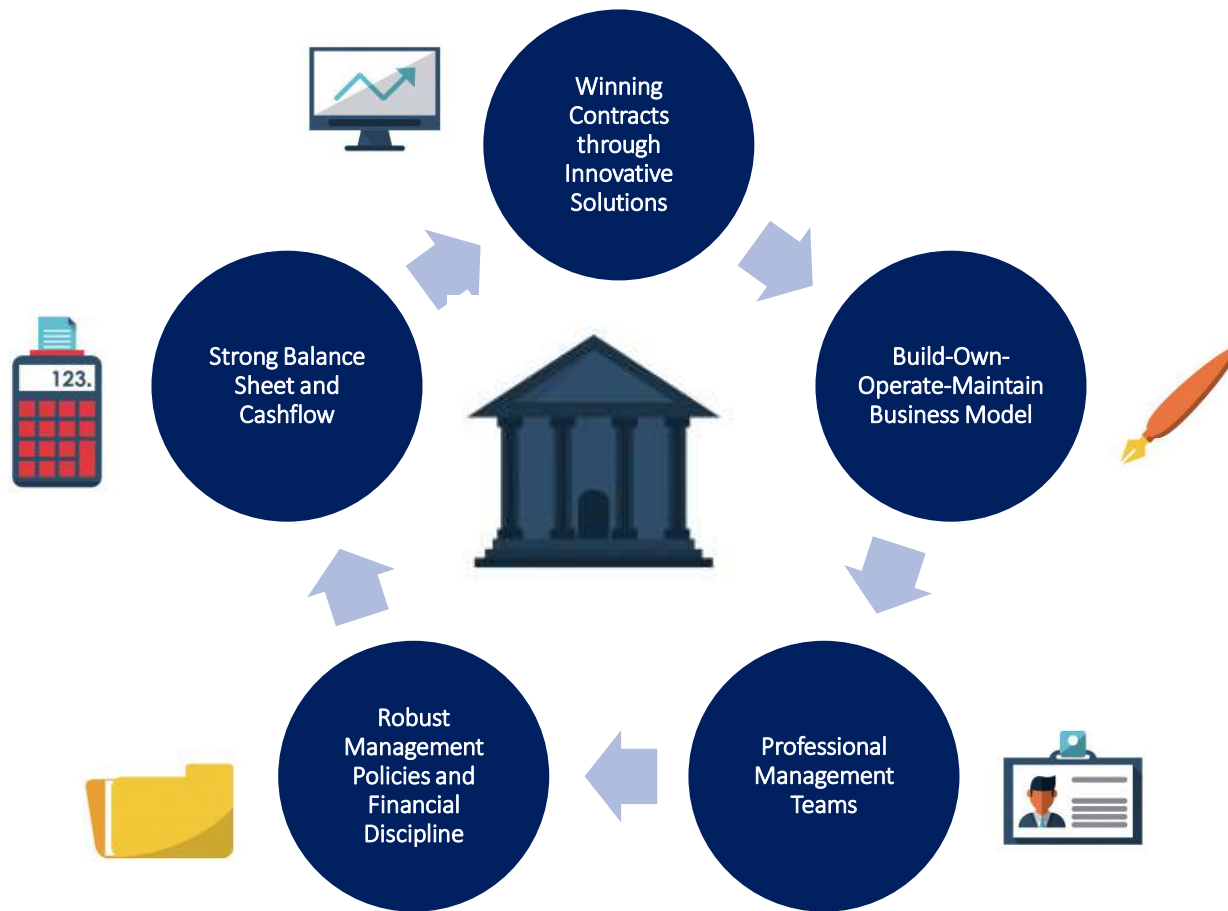 Winning
Contracts
through
Innovative
Solutions
Build-Own-
Operate-Maintain
Business Model
Professional
Management
Teams
Robust
Management
Policies and
Financial
Discipline
Strong Balance
Sheet and
Cashflow
123.